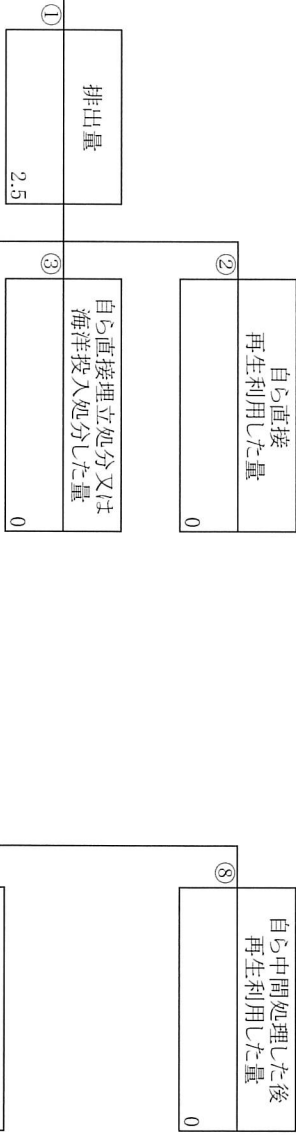 ①
排出量
2.5
②
自ら直接
再生利用した量
0
③
自ら直接埋立処分又は
海洋投入処分した量
0
⑧
自ら中間処理した後
再生利用した量
0